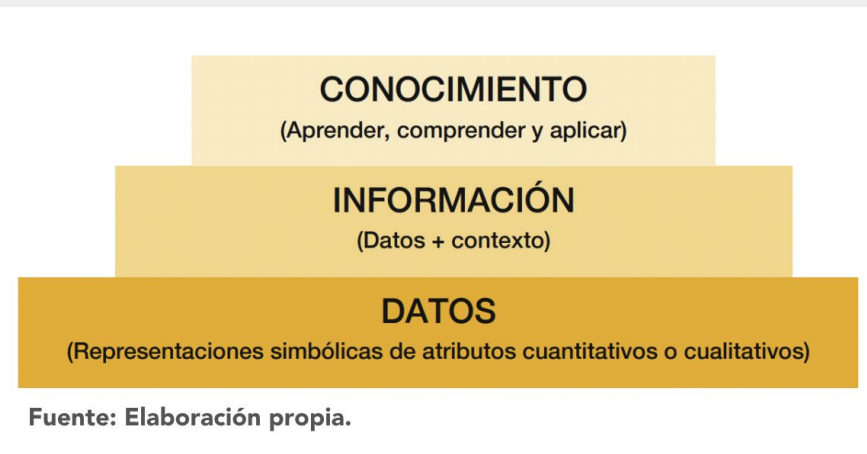 CONOCIMIENTO
(Aprender, comprender y aplicar)
INFORMACIÓN
(Datos + contexto)
DATOS
(Representaciones simbólicas de atributos cuantitativos o cualitativos)
Fuente: Elaboración propia.